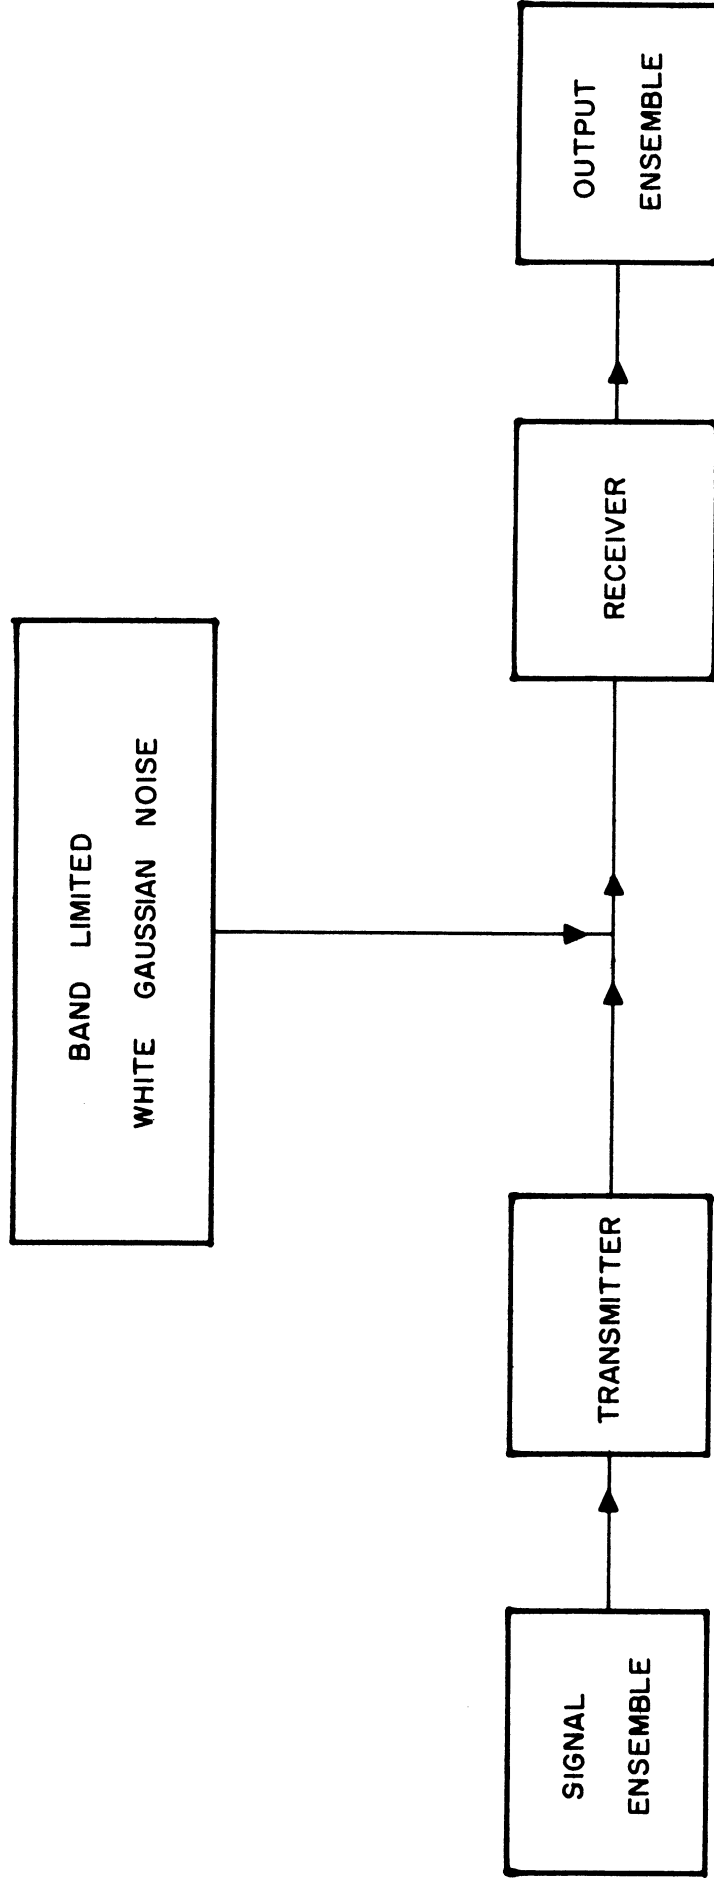 BAND LIMITED
WHITE GAUSSIAN NOISE
SIGNAL
ENSEMBLE
TRANSMITTER
RECEIVER
OUTPUT
ENSEMBLE